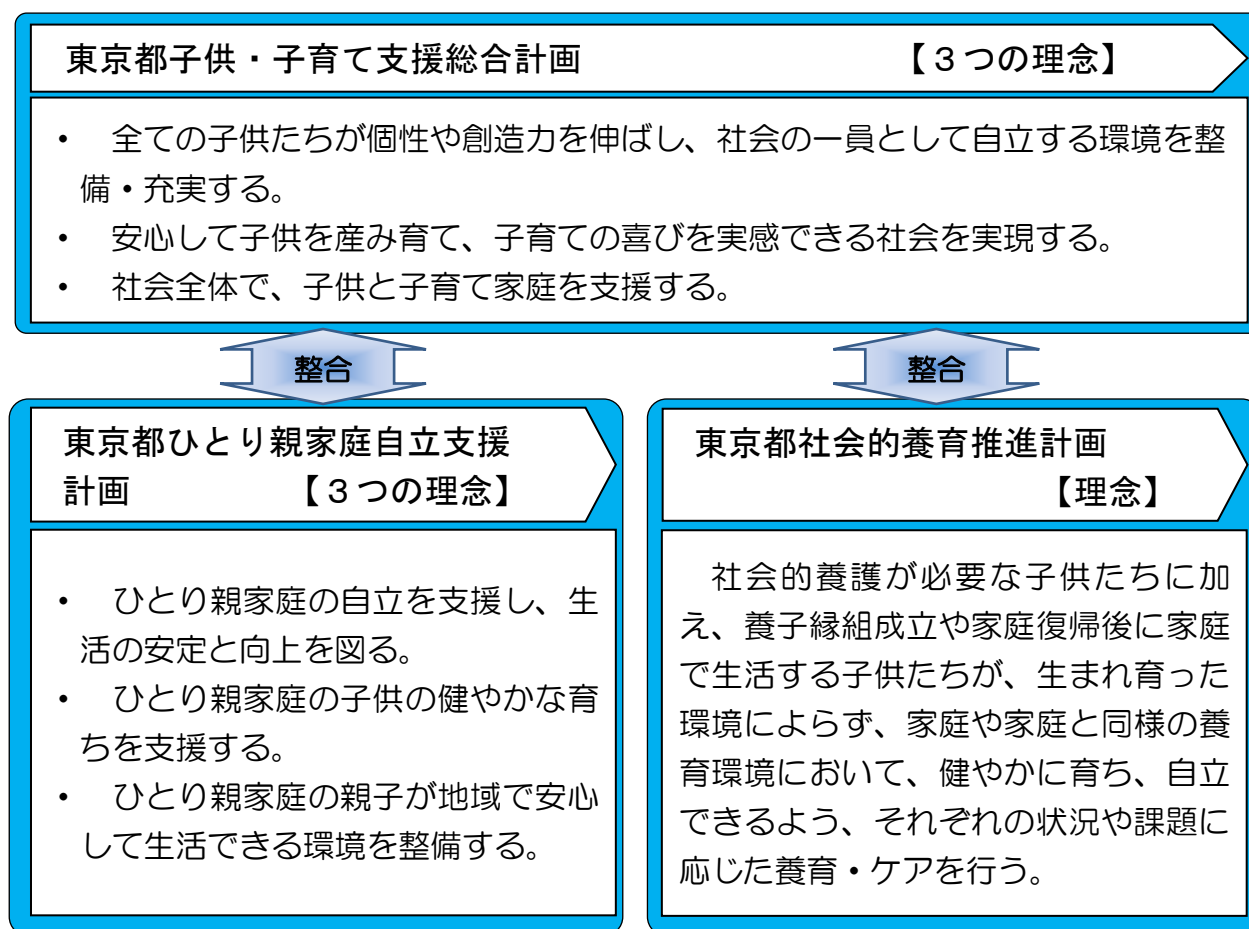 東京都子供・子育て支援総合計画 【３つの理念】
・ 全ての子供たちが個性や創造力を伸ばし、社会の一員として自立する環境を整
備・充実する。
・ 安心して子供を産み育て、子育ての喜びを実感できる社会を実現する。
・ 社会全体で、子供と子育て家庭を支援する。
整合
整合
東京都ひとり親家庭自立支援
計画 【３つの理念】
・ ひとり親家庭の自立を支援し、生
活の安定と向上を図る。
・ ひとり親家庭の子供の健やかな育
ちを支援する。
・ ひとり親家庭の親子が地域で安心
して生活できる環境を整備する。
東京都社会的養育推進計画
【理念】
社会的養護が必要な子供たちに加
え、養子縁組成立や家庭復帰後に家庭
で生活する子供たちが、生まれ育った
環境によらず、家庭や家庭と同様の養
育環境において、健やかに育ち、自立
できるよう、それぞれの状況や課題に
応じた養育・ケアを行う。